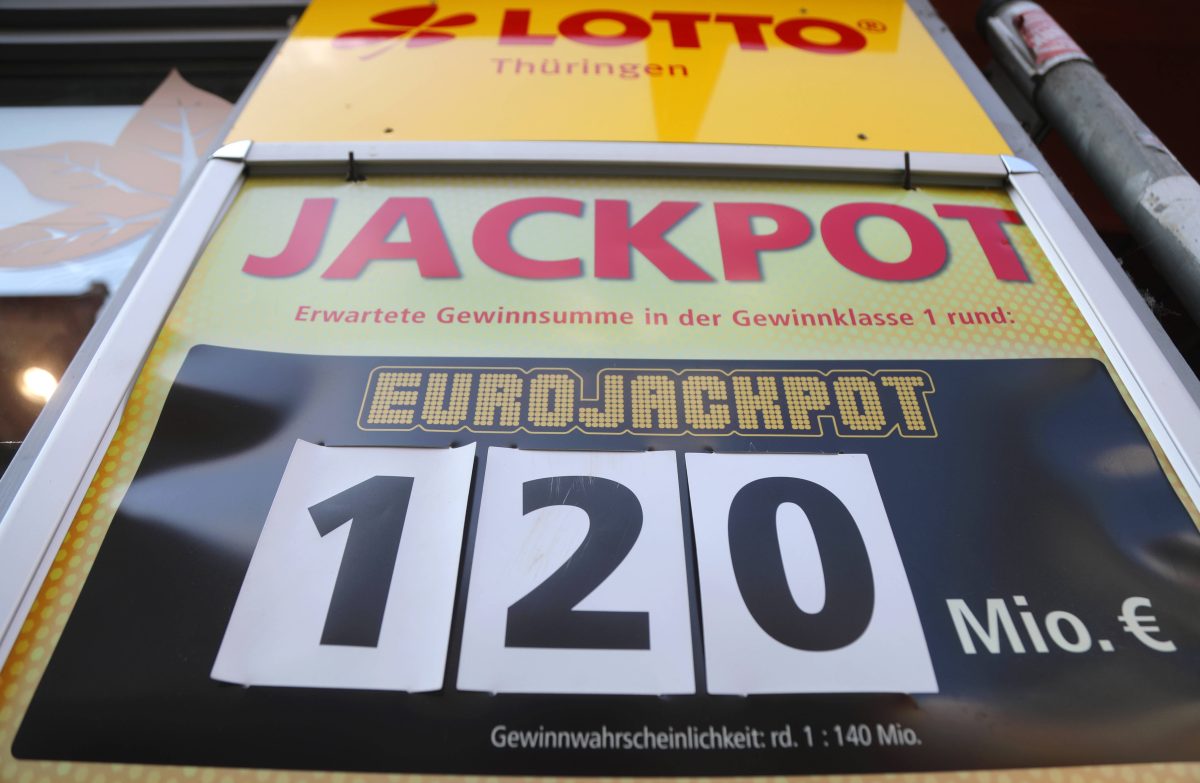 LOTTO®
Thüringen
JACKPOT
Erwartete Gewinnsumme in der Gewinnklasse 1 rund:
EUROJACKPOT
120
Mio. €
Gewinnwahrscheinlichkeit: rd. 1 : 140 Mio.